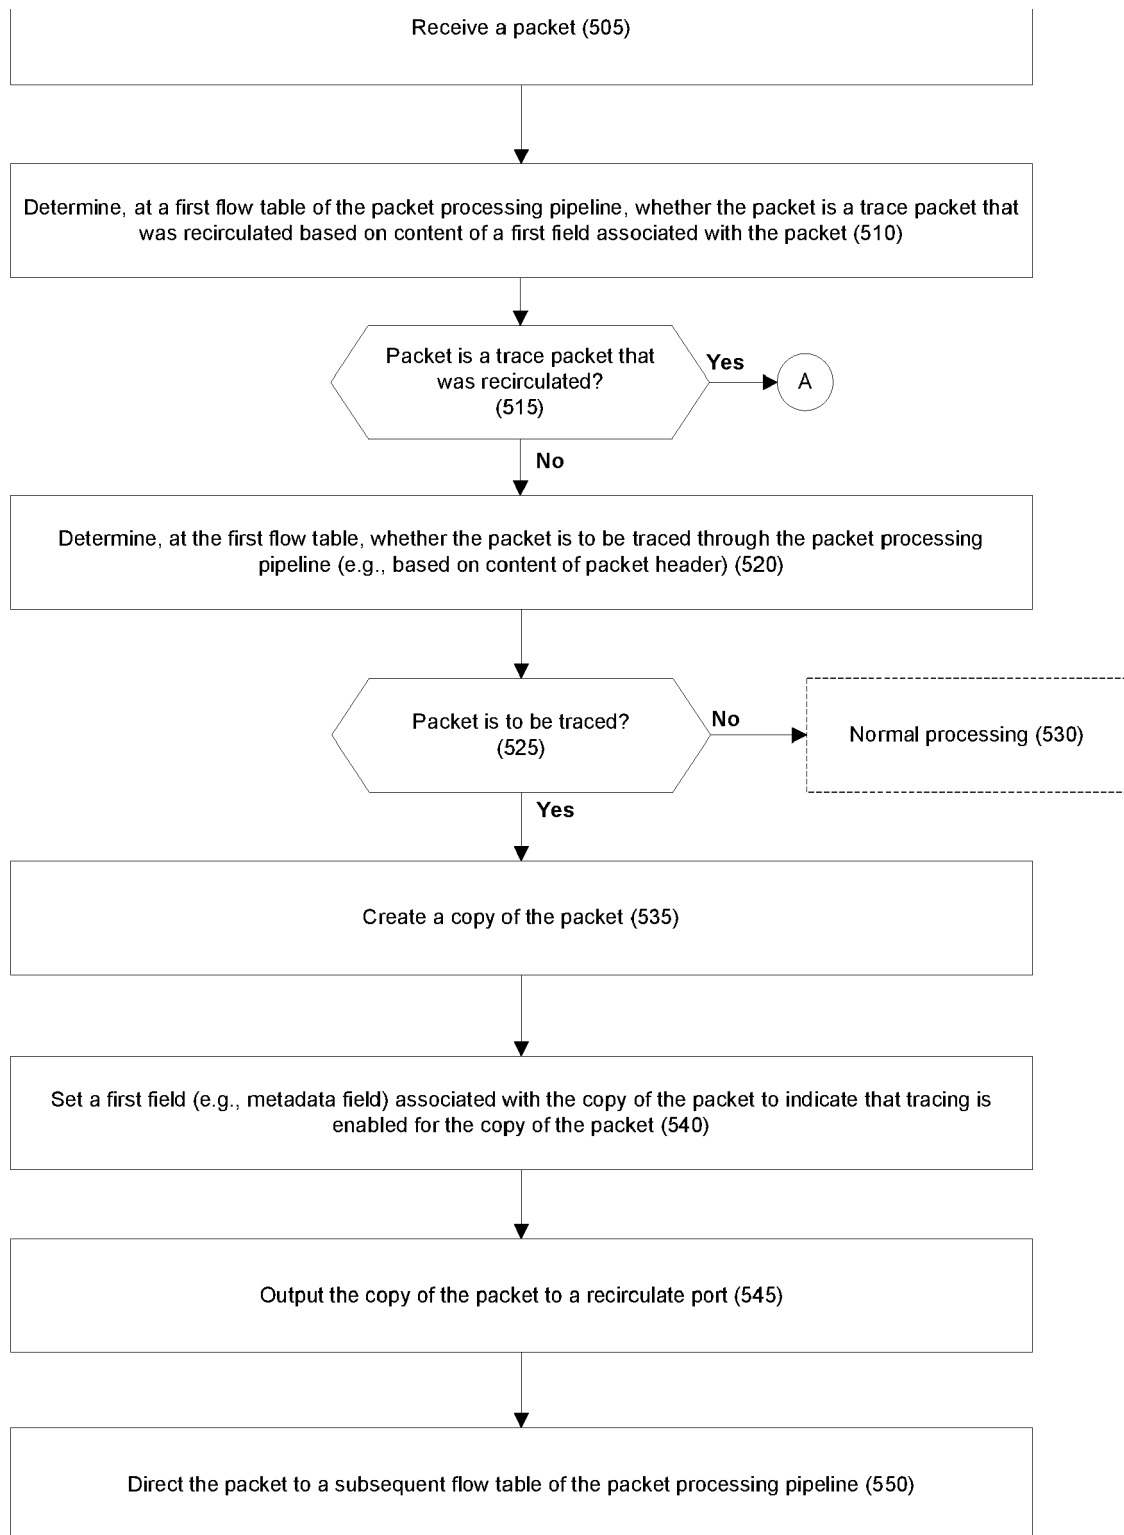 Receive a packet (505)
Determine, at a first flow table of the packet processing pipeline, whether the packet is a trace packet that
was recirculated based on content of a first field associated with the packet (510)
Packet is a trace packet that
was recirculated?
(515)
Yes
A
No
Determine, at the first flow table, whether the packet is to be traced through the packet processing
pipeline (e.g., based on content of packet header) (520)
Packet is to be traced?
(525)
No
Normal processing (530)
Yes
Create a copy of the packet (535)
Set a first field (e.g., metadata field) associated with the copy of the packet to indicate that tracing is
enabled for the copy of the packet (540)
Output the copy of the packet to a recirculate port (545)
Direct the packet to a subsequent flow table of the packet processing pipeline (550)